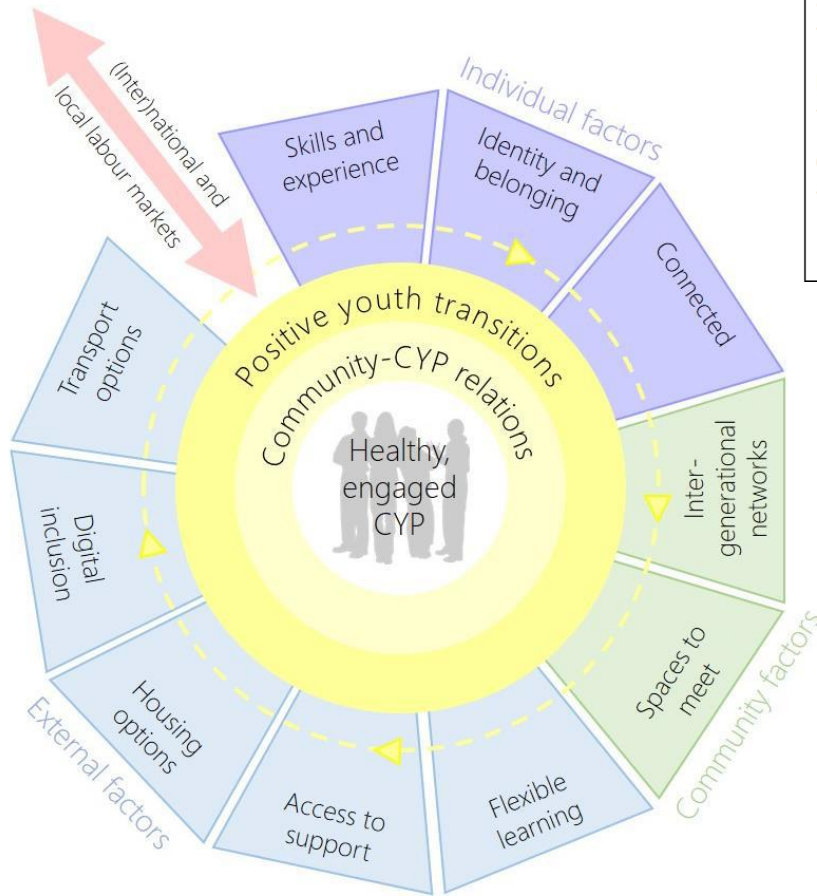 (Inter)national and
local labour markets
Individual factors
Skills and
experience
Identity and
belonging
Connected
Inter-
generational
networks
Spaces to
meet
Community factors
Flexible
learning
Access to
support
Housing
options
External factors
Digital
inclusion
Transport
options
Positive youth transitions
Community-CYP relations
Healthy,
engaged
CYP